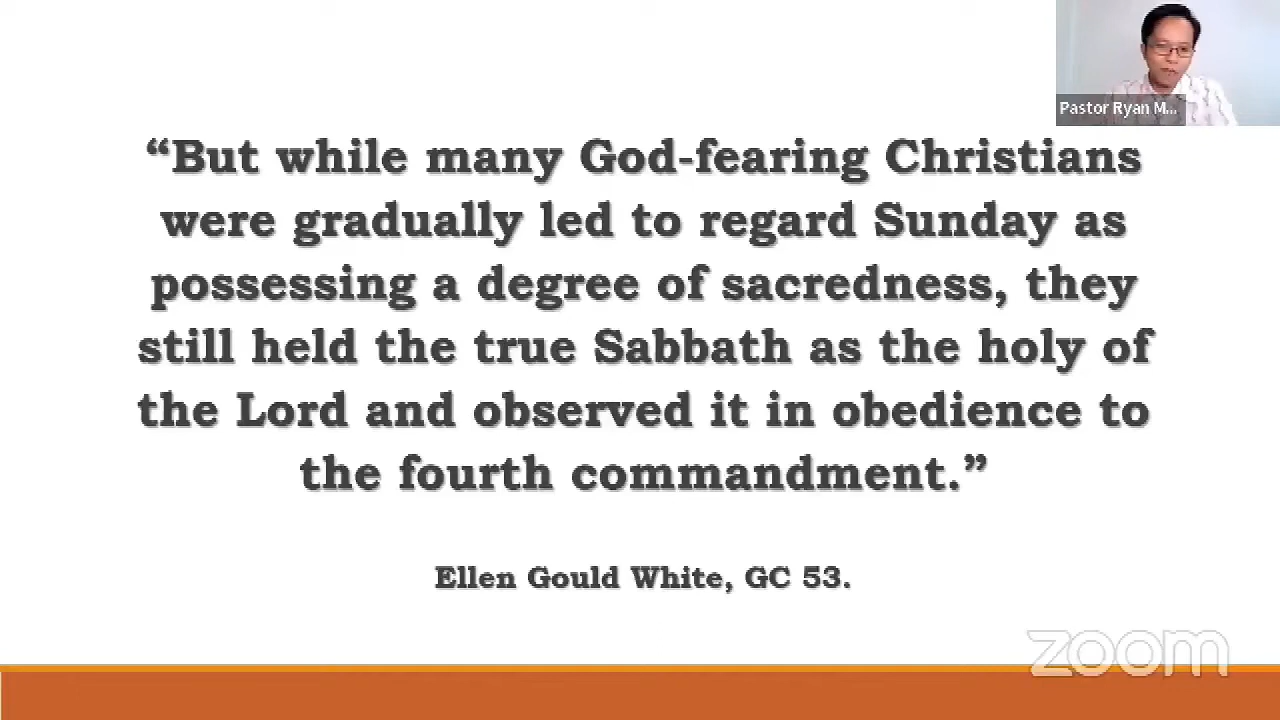 Pastor Ryan M...
“But while many God-fearing Christians
were gradually led to regard Sunday as
possessing a degree of sacredness, they
still held the true Sabbath as the holy of
the Lord and observed it in obedience to
the fourth commandment.”
Ellen Gould White, GC 53.
zoom